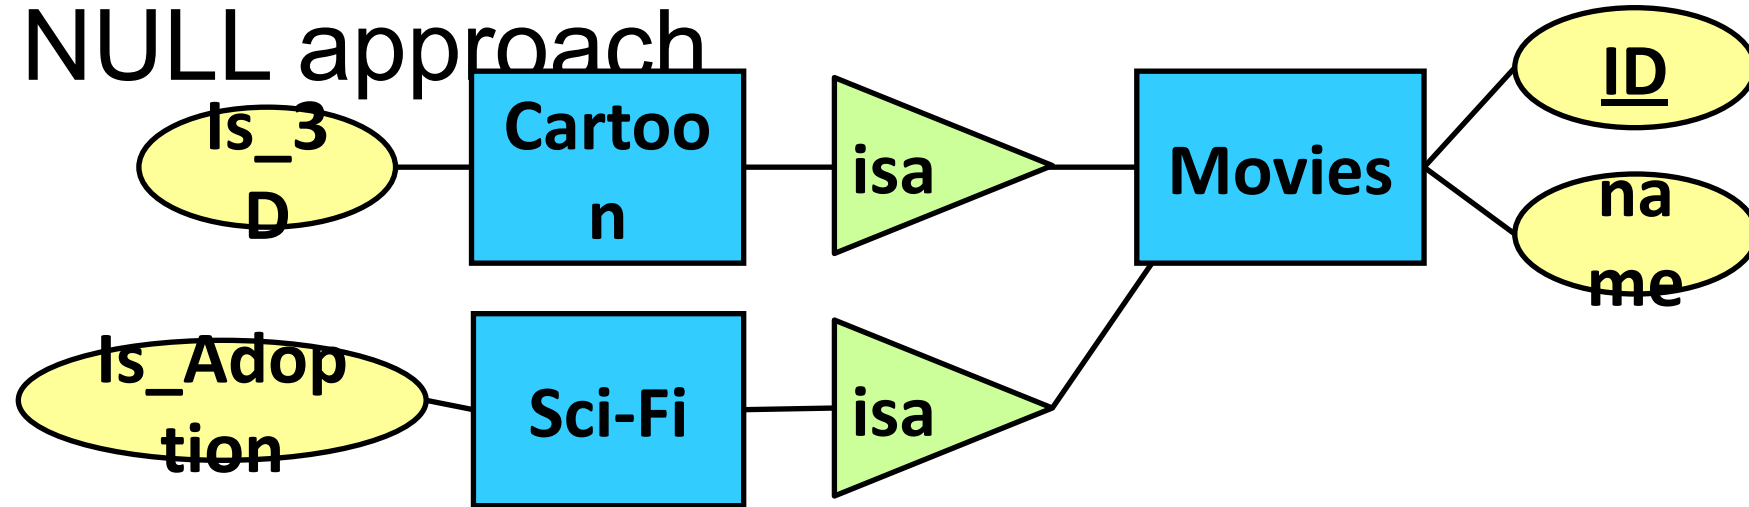 NULL approach
Is_3
D
Cartoo
n
isa
Movies
ID
na
me
Is_Adop
tion
Sci-Fi
isa